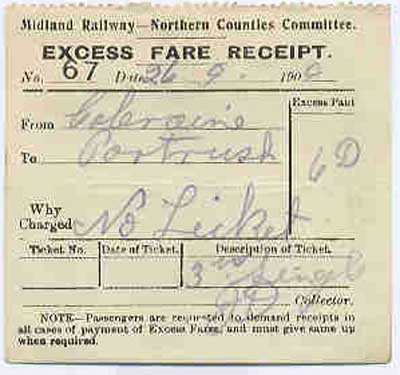 Midland Railway—Northern Counties Committee.
EXCESS FARE RECEIPT.
No. 67 Date 26 9. 190
Excess Paid
From Coleraine
To Portrush
6D
Why
Charged No Ticket
Ticket No. Date of Ticket. Description of Ticket.
3rd Single
Collector.
NOTE—Passengers are requested to demand receipts in
all cases of payment of Excess Fares, and must give same up
when required.